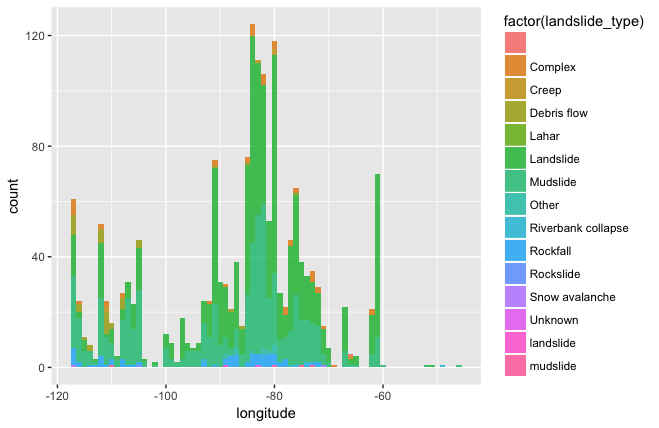 120
80
40
0
count
-120
-100
-80
-60
longitude
factor(landslide_type)
Complex
Creep
Debris flow
Lahar
Landslide
Mudslide
Other
Riverbank collapse
Rockfall
Rockslide
Snow avalanche
Unknown
landslide
mudslide